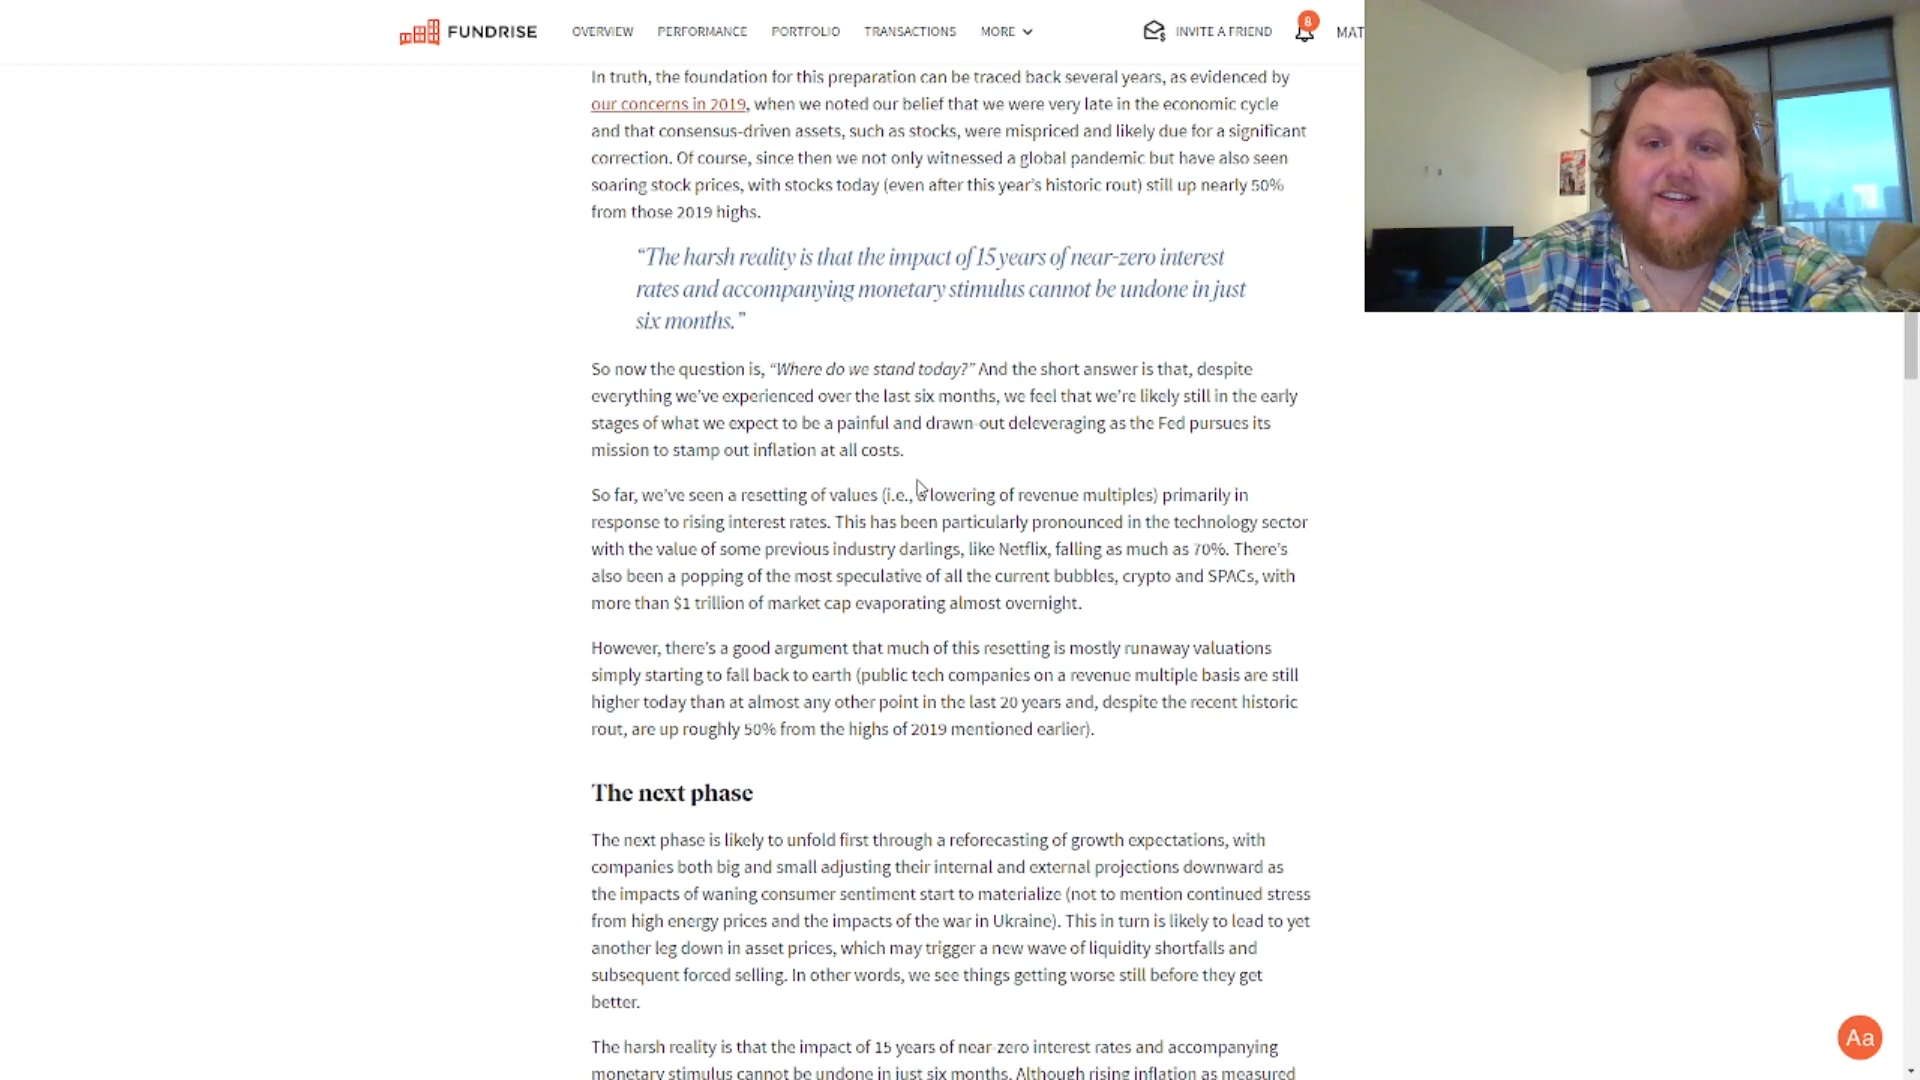 FUNDRISE OVERVIEW PERFORMANCE PORTFOLIO TRANSACTIONS MORE INVITE A FRIEND 8 MAT
In truth, the foundation for this preparation can be traced back several years, as evidenced by
our concerns in 2019, when we noted our belief that we were very late in the economic cycle
and that consensus-driven assets, such as stocks, were mispriced and likely due for a significant
correction. Of course, since then we not only witnessed a global pandemic but have also seen
soaring stock prices, with stocks today (even after this year's historic rout) still up nearly 50%
from those 2019 highs.
“The harsh reality is that the impact of 15 years of near-zero interest
rates and accompanying monetary stimulus cannot be undone in just
six months.”
So now the question is, “Where do we stand today?” And the short answer is that, despite
everything we've experienced over the last six months, we feel that we're likely still in the early
stages of what we expect to be a painful and drawn-out deleveraging as the Fed pursues its
mission to stamp out inflation at all costs.
So far, we've seen a resetting of values (i.e., a lowering of revenue multiples) primarily in
response to rising interest rates. This has been particularly pronounced in the technology sector
with the value of some previous industry darlings, like Netflix, falling as much as 70%. There's
also been a popping of the most speculative of all the current bubbles, crypto and SPACs, with
more than $1 trillion of market cap evaporating almost overnight.
However, there's a good argument that much of this resetting is mostly runaway valuations
simply starting to fall back to earth (public tech companies on a revenue multiple basis are still
higher today than at almost any other point in the last 20 years and, despite the recent historic
rout, are up roughly 50% from the highs of 2019 mentioned earlier).
The next phase
The next phase is likely to unfold first through a reforecasting of growth expectations, with
companies both big and small adjusting their internal and external projections downward as
the impacts of waning consumer sentiment start to materialize (not to mention continued stress
from high energy prices and the impacts of the war in Ukraine). This in turn is likely to lead to yet
another leg down in asset prices, which may trigger a new wave of liquidity shortfalls and
subsequent forced selling. In other words, we see things getting worse still before they get
better.
The harsh reality is that the impact of 15 years of near-zero interest rates and accompanying
monetary stimulus cannot be undone in just six months. Although rising inflation as measured
Aa